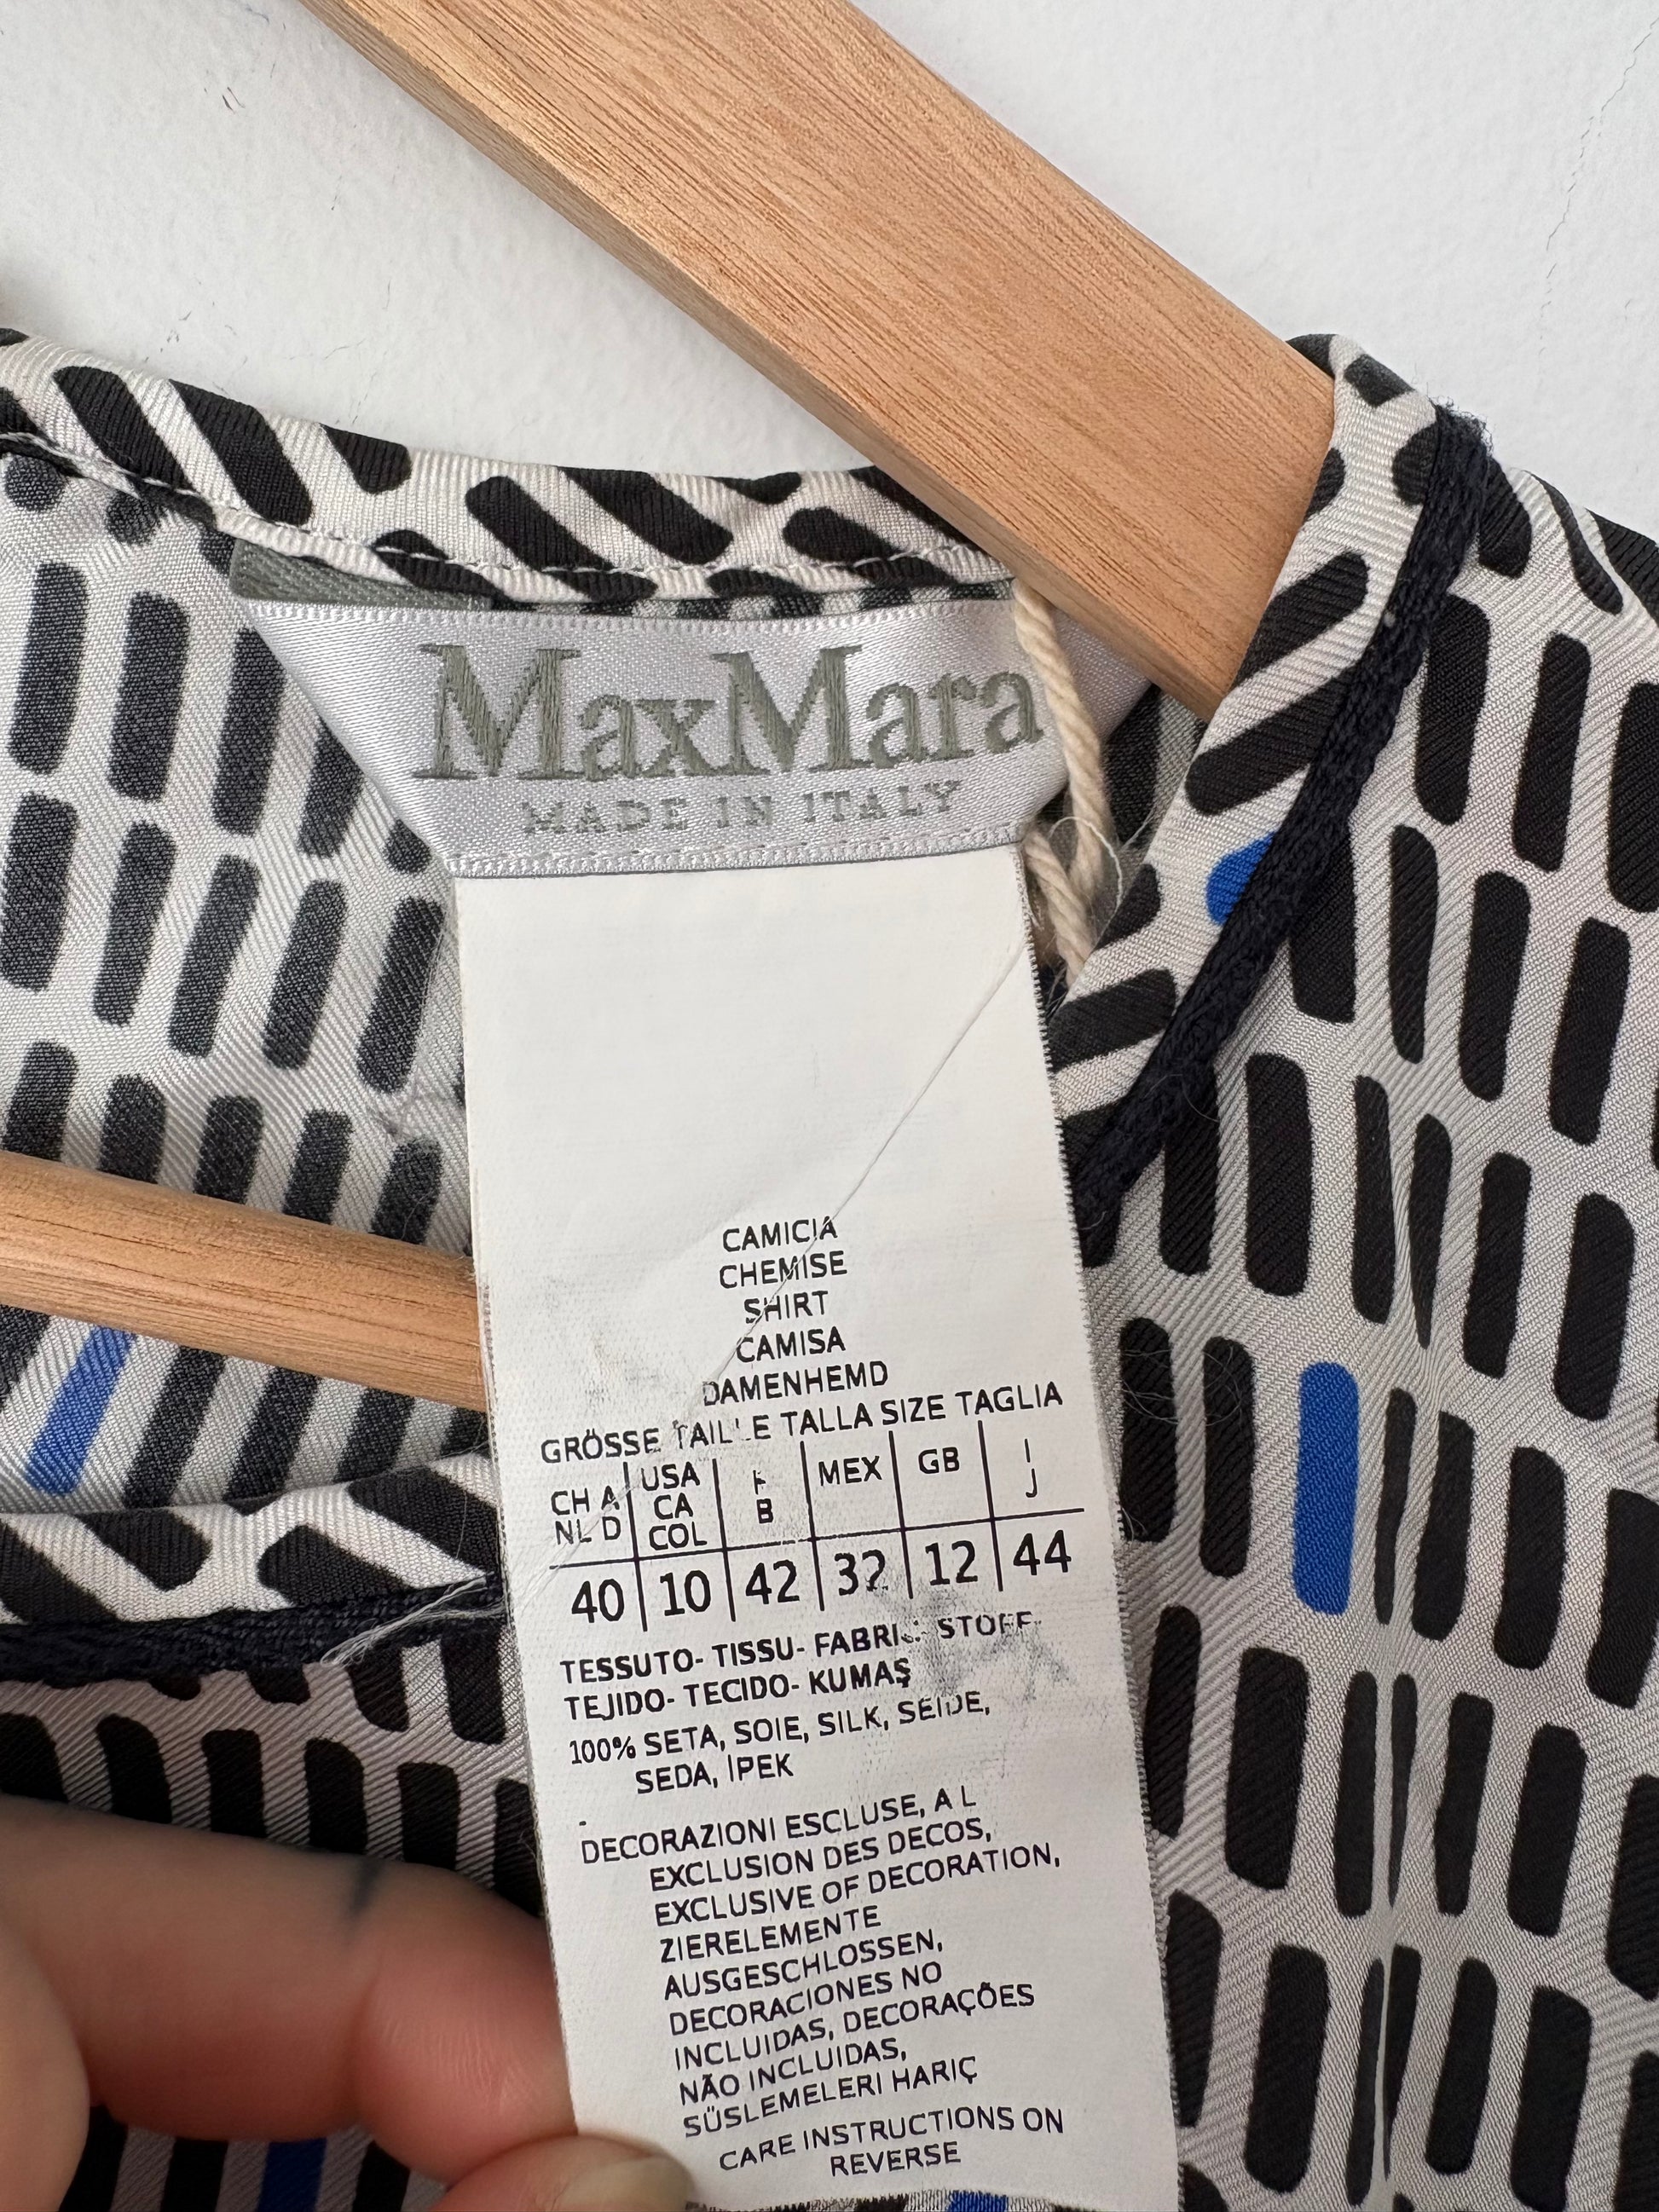 MaxMara
MADE IN ITALY
CAMICIA
CHEMISE
SHIRT
CAMISA
DAMENHEMD
GRÖSSE TAILLE TALLA SIZE TAGLIA
CH A USA F MEX GB I
NL D CA B J
COL
40 10 42 32 12 44
TESSUTO- TISSU- FABRIC- STOFF-
TEJIDO- TECIDO- KUMAŞ
100% SETA, SOIE, SILK, SEIDE,
SEDA, İPEK
-
DECORAZIONI ESCLUSE, A L
EXCLUSION DES DECOS,
EXCLUSIVE OF DECORATION,
ZIERELEMENTE
AUSGESCHLOSSEN,
DECORACIONES NO
INCLUIDAS, DECORAÇÕES
NÃO INCLUIDAS,
SÜSLEMELERI HARIÇ
CARE INSTRUCTIONS ON
REVERSE